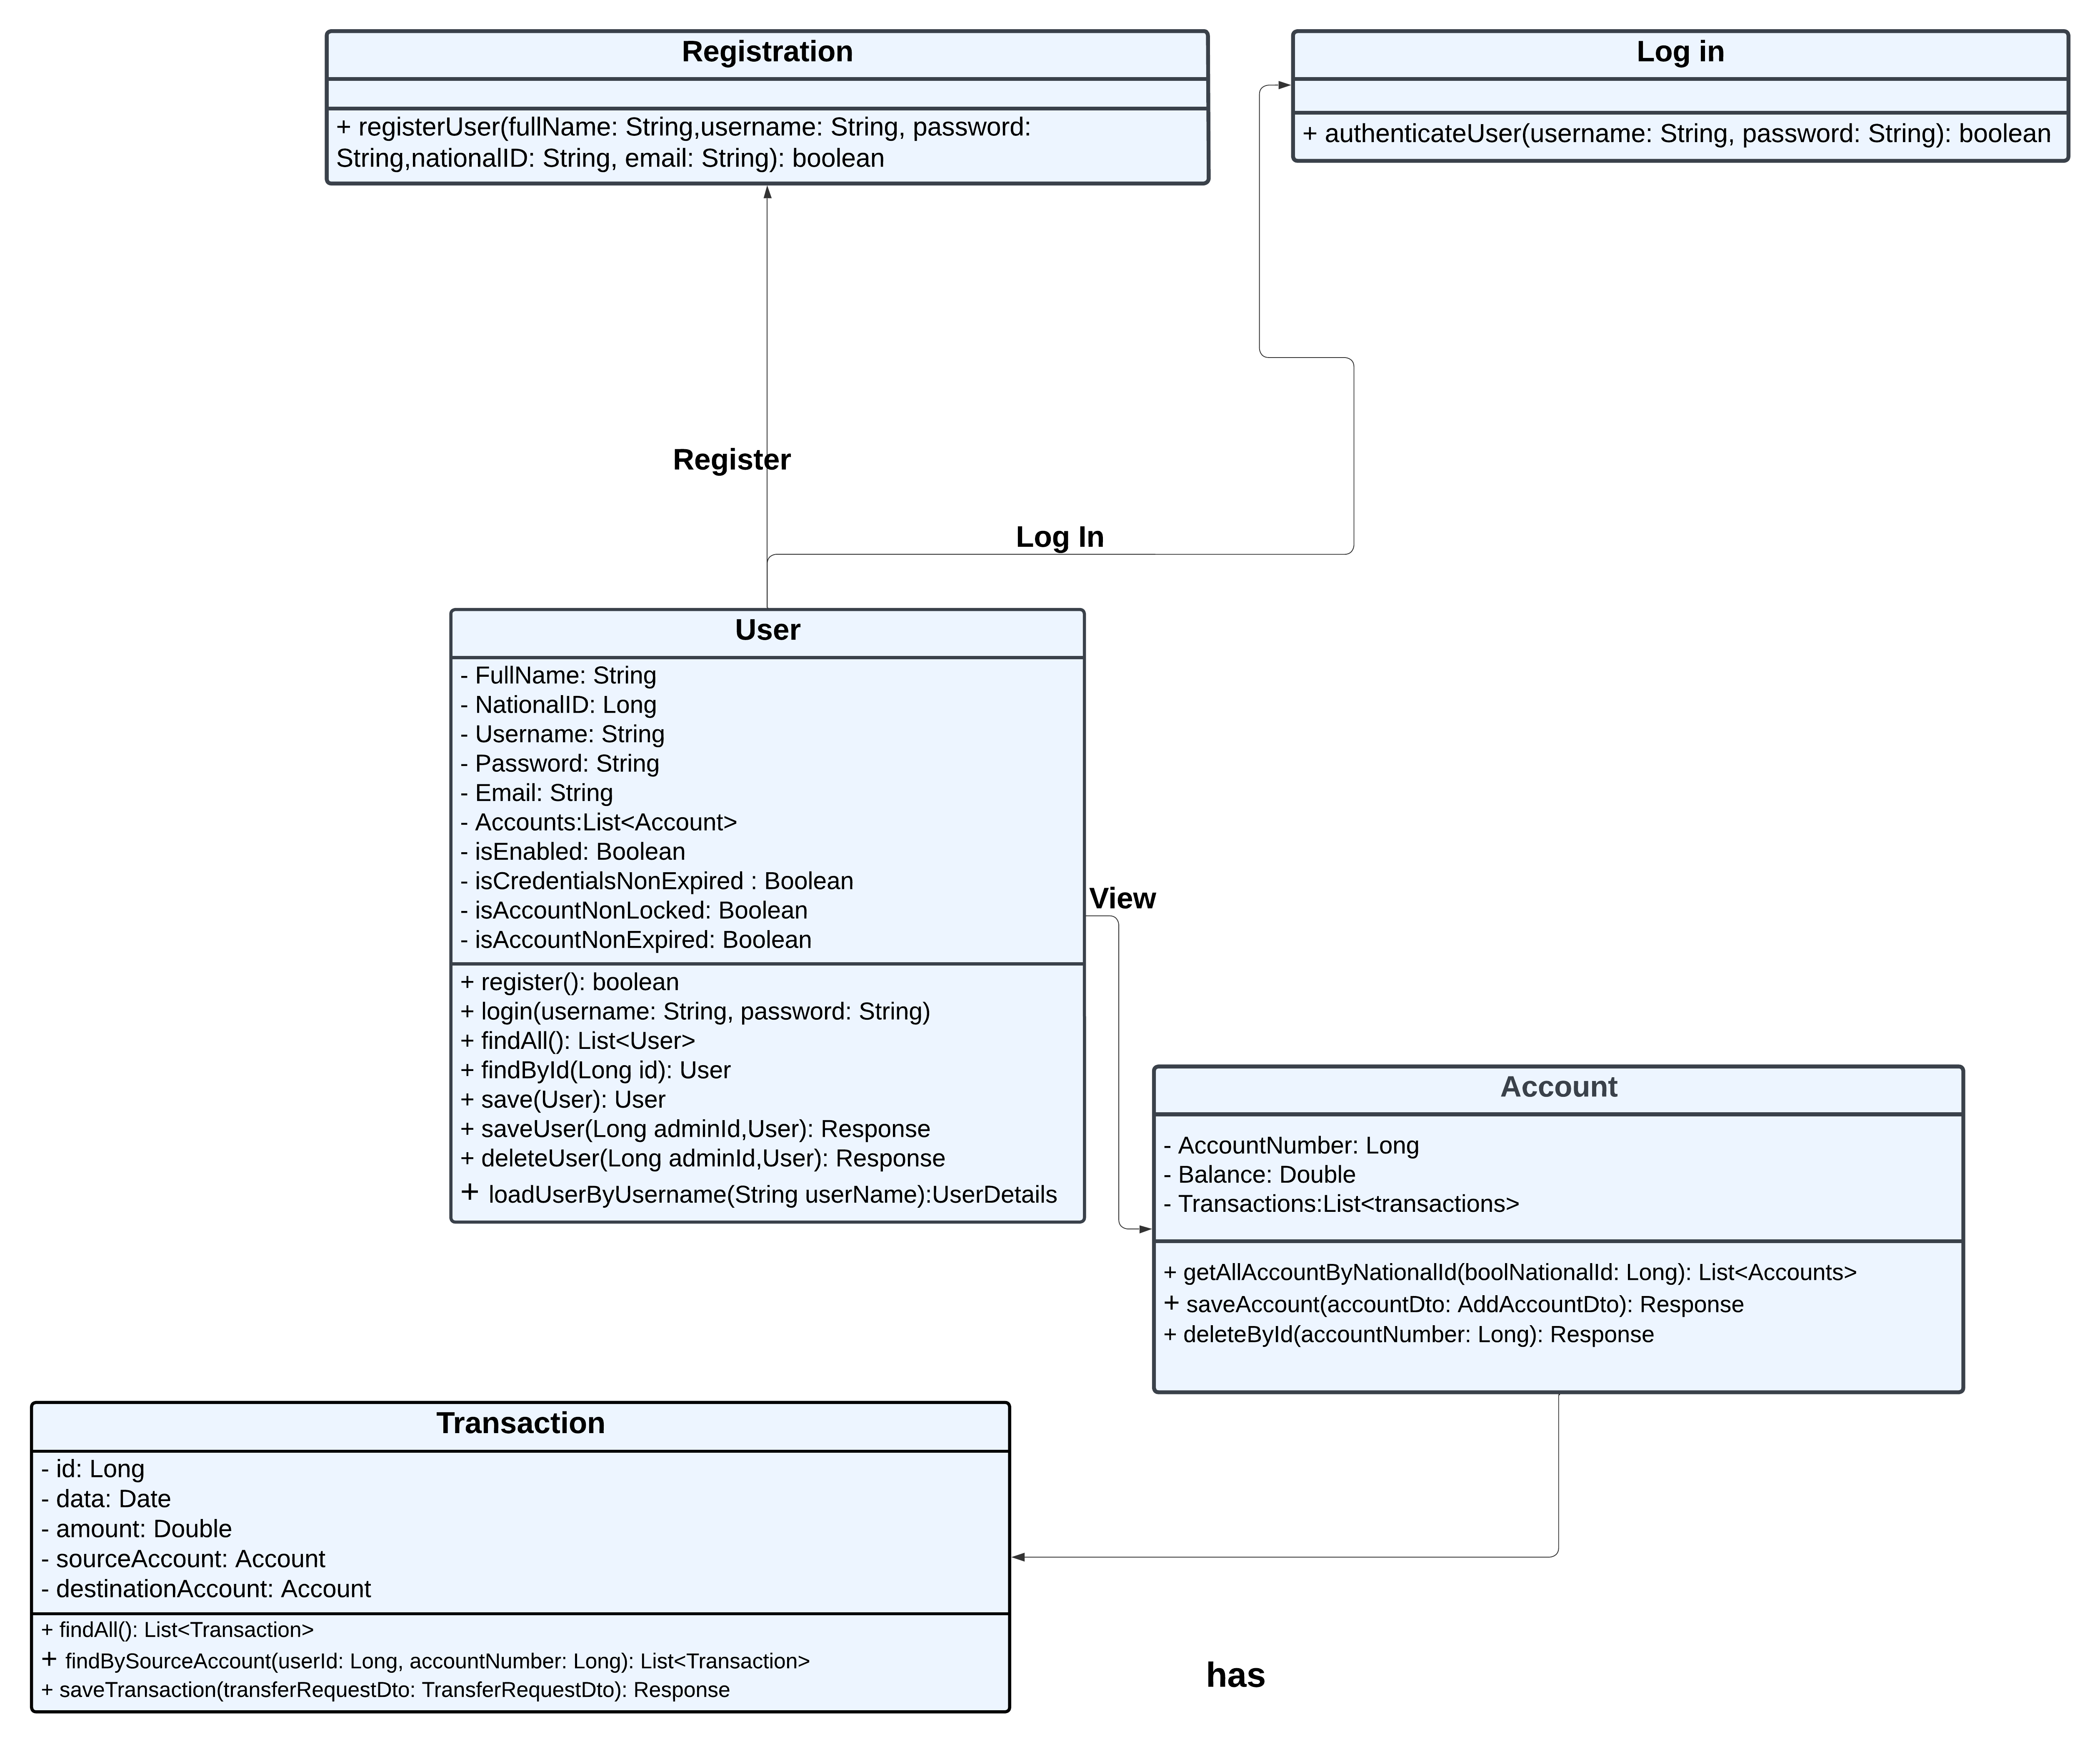 Registration
+ registerUser(fullName: String,username: String, password:
String,nationalID: String, email: String): boolean
Log in
+ authenticateUser(username: String, password: String): boolean
Register
Log In
User
- FullName: String
- NationalID: Long
- Username: String
- Password: String
- Email: String
- Accounts:List<Account>
- isEnabled: Boolean
- isCredentialsNonExpired : Boolean
- isAccountNonLocked: Boolean
- isAccountNonExpired: Boolean
+ register(): boolean
+ login(username: String, password: String)
+ findAll(): List<User>
+ findById(Long id): User
+ save(User): User
+ saveUser(Long adminId,User): Response
+ deleteUser(Long adminId,User): Response
+ loadUserByUsername(String userName):UserDetails
View
Account
- AccountNumber: Long
- Balance: Double
- Transactions:List<transactions>
+ getAllAccountByNationalId(boolNationalId: Long): List<Accounts>
+ saveAccount(accountDto: AddAccountDto): Response
+ deleteById(accountNumber: Long): Response
Transaction
- id: Long
- data: Date
- amount: Double
- sourceAccount: Account
- destinationAccount: Account
+ findAll(): List<Transaction>
+ findBySourceAccount(userId: Long, accountNumber: Long): List<Transaction>
+ saveTransaction(transferRequestDto: TransferRequestDto): Response
has